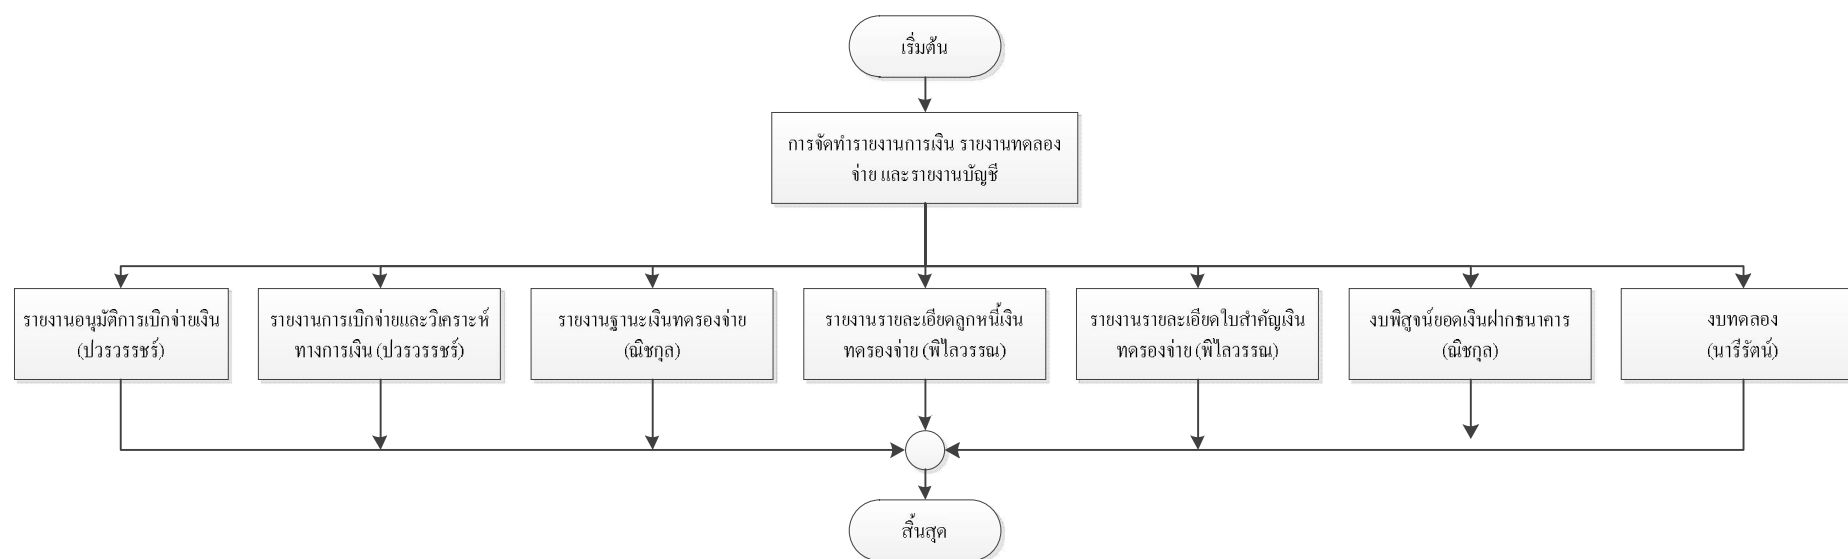 เริ่มต้น
การจัดทำรายงานการเงิน รายงานทดลอง
จ่าย และรายงานบัญชี
รายงานอนุมัติการเบิกจ่ายเงิน
(ปวรวรรชร์)
รายงานการเบิกจ่ายและวิเคราะห์
ทางการเงิน (ปวรวรรชร์)
รายงานฐานะเงินทดรองจ่าย
(ณิชกุล)
รายงานรายละเอียดลูกหนี้เงิน
ทดรองจ่าย (พิไลวรรณ)
รายงานรายละเอียดใบสำคัญเงิน
ทดรองจ่าย (พิไลวรรณ)
งบพิสูจน์ยอดเงินฝากธนาคาร
(ณิชกุล)
งบทดลอง
(นารีรัตน์)
สิ้นสุด